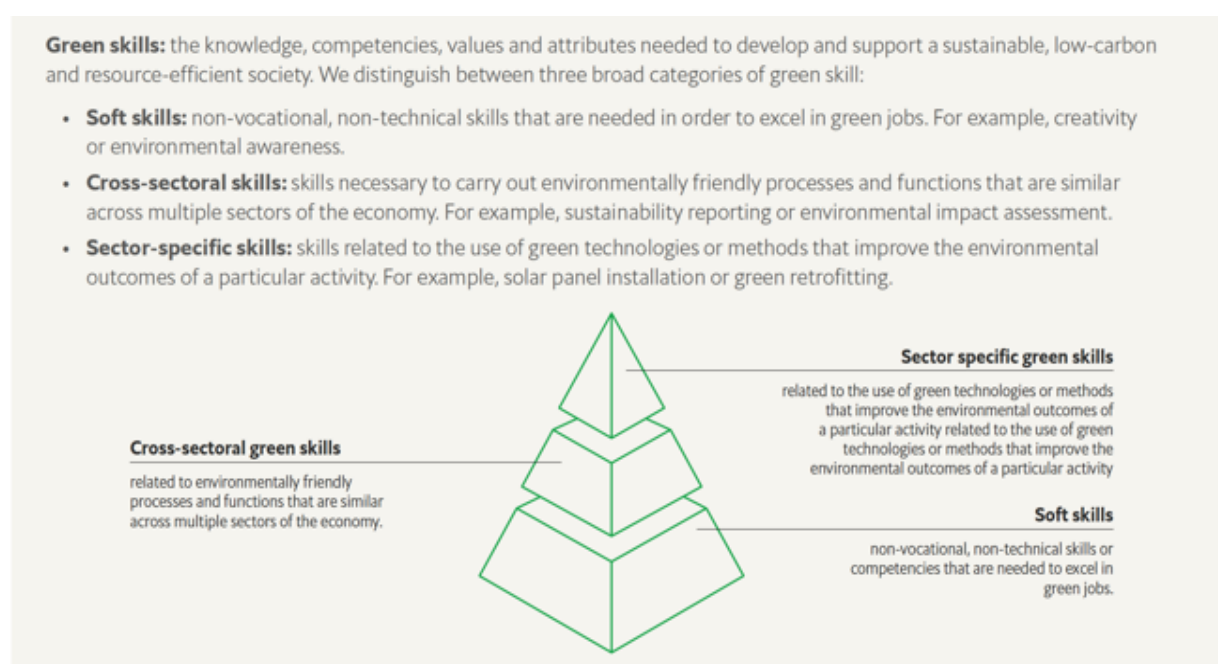 Green skills: the knowledge, competencies, values and attributes needed to develop and support a sustainable, low-carbon
and resource-efficient society. We distinguish between three broad categories of green skill:
• Soft skills: non-vocational, non-technical skills that are needed in order to excel in green jobs. For example, creativity
or environmental awareness.
• Cross-sectoral skills: skills necessary to carry out environmentally friendly processes and functions that are similar
across multiple sectors of the economy. For example, sustainability reporting or environmental impact assessment.
• Sector-specific skills: skills related to the use of green technologies or methods that improve the environmental
outcomes of a particular activity. For example, solar panel installation or green retrofitting.
Sector specific green skills
related to the use of green technologies or methods
that improve the environmental outcomes of
a particular activity related to the use of green
technologies or methods that improve the
environmental outcomes of a particular activity
Cross-sectoral green skills
related to environmentally friendly
processes and functions that are similar
across multiple sectors of the economy.
Soft skills
non-vocational, non-technical skills or
competencies that are needed to excel in
green jobs.